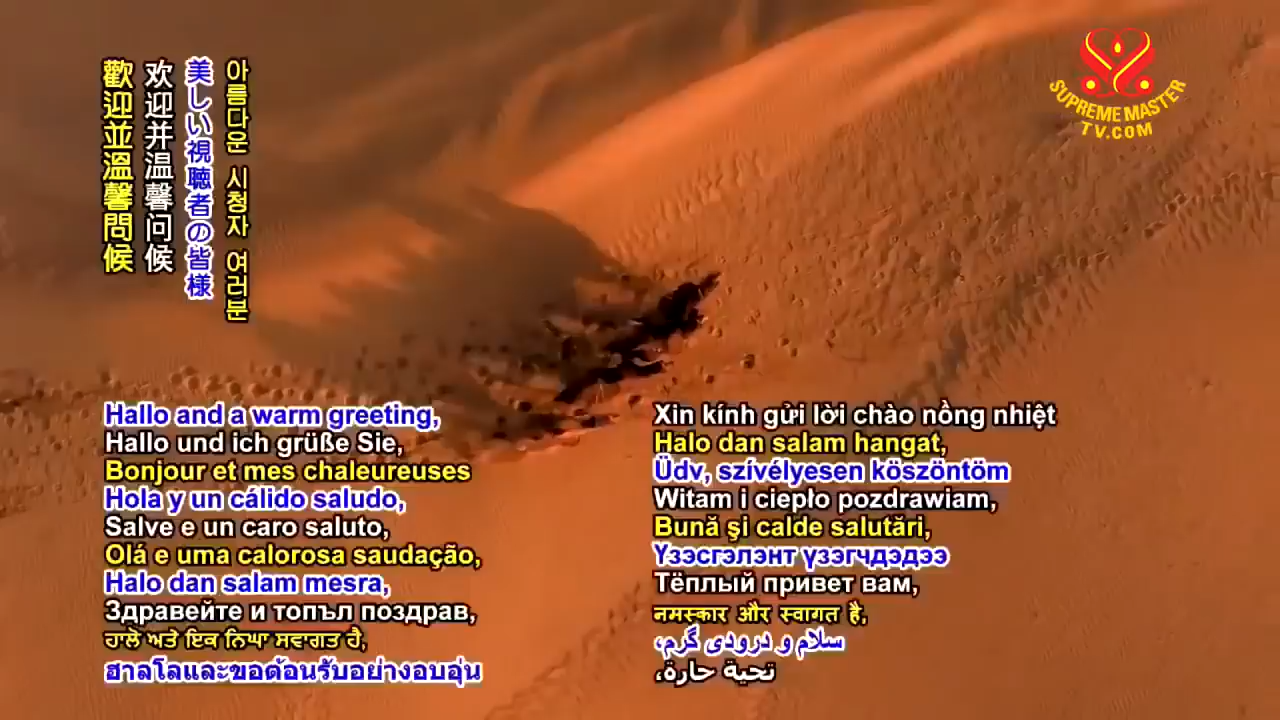 歡迎並溫馨問候
欢迎并温馨问候
美しい視聴者の皆様
아름다운 시청자 여러분
SUPREME MASTER
TV.COM
Hallo and a warm greeting,
Hallo und ich grüße Sie,
Bonjour et mes chaleureuses
Hola y un cálido saludo,
Salve e un caro saluto,
Olá e uma calorosa saudação,
Halo dan salam mesra,
Здравейте и топъл поздрав,
ਹਾਲੋ ਅਤੇ ਇਕ ਨਿਘਾ ਸਵਾਗਤ ਹੈ,
ฮาลโลและขอต้อนรับอย่างอบอุ่น
Xin kính gửi lời chào nồng nhiệt
Halo dan salam hangat,
Üdv, szívélyesen köszöntöm
Witam i ciepło pozdrawiam,
Bună şi calde salutări,
Үзэсгэлэнт үзэгчдэдээ
Тёплый привет вам,
नमस्कार और स्वागत है,
سلام و درودی گرم،
تحية حارة،